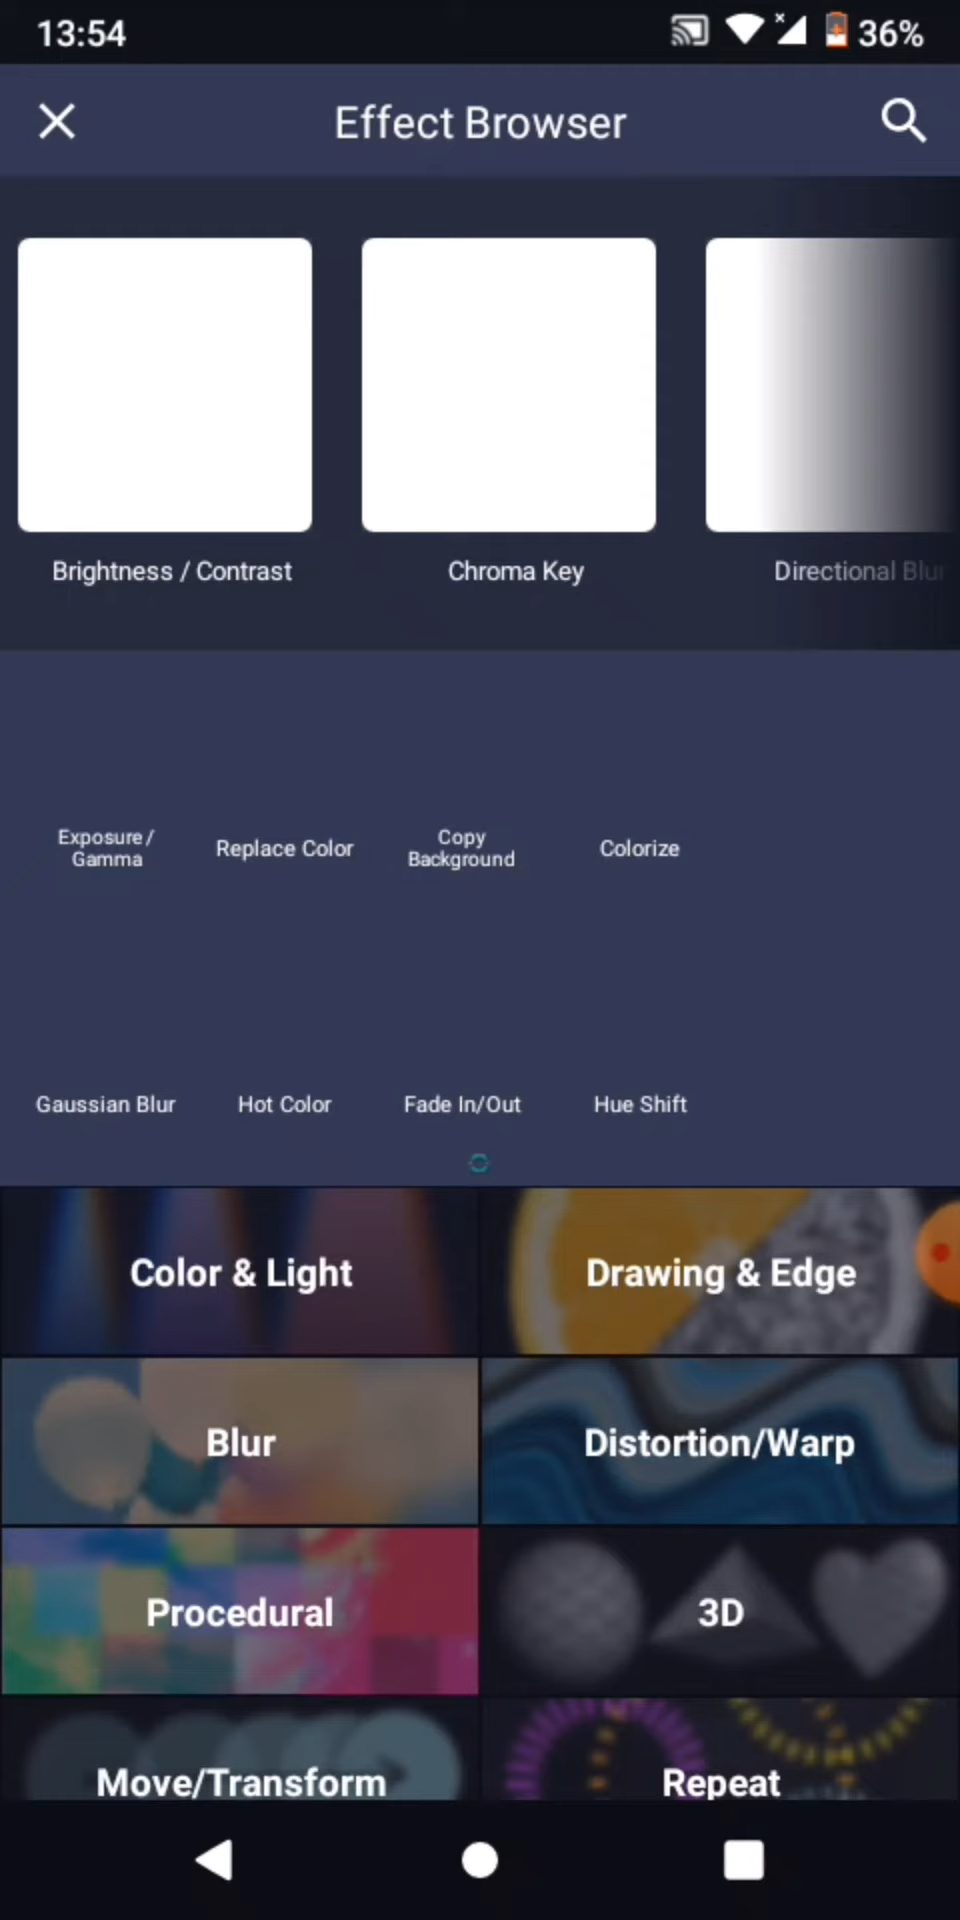 13:54
36%
Effect Browser
Brightness / Contrast
Chroma Key
Directional Blur
Exposure /
Gamma
Replace Color
Copy
Background
Colorize
Gaussian Blur
Hot Color
Fade In/Out
Hue Shift
Color & Light
Drawing & Edge
Blur
Distortion/Warp
Procedural
3D
Move/Transform
Repeat